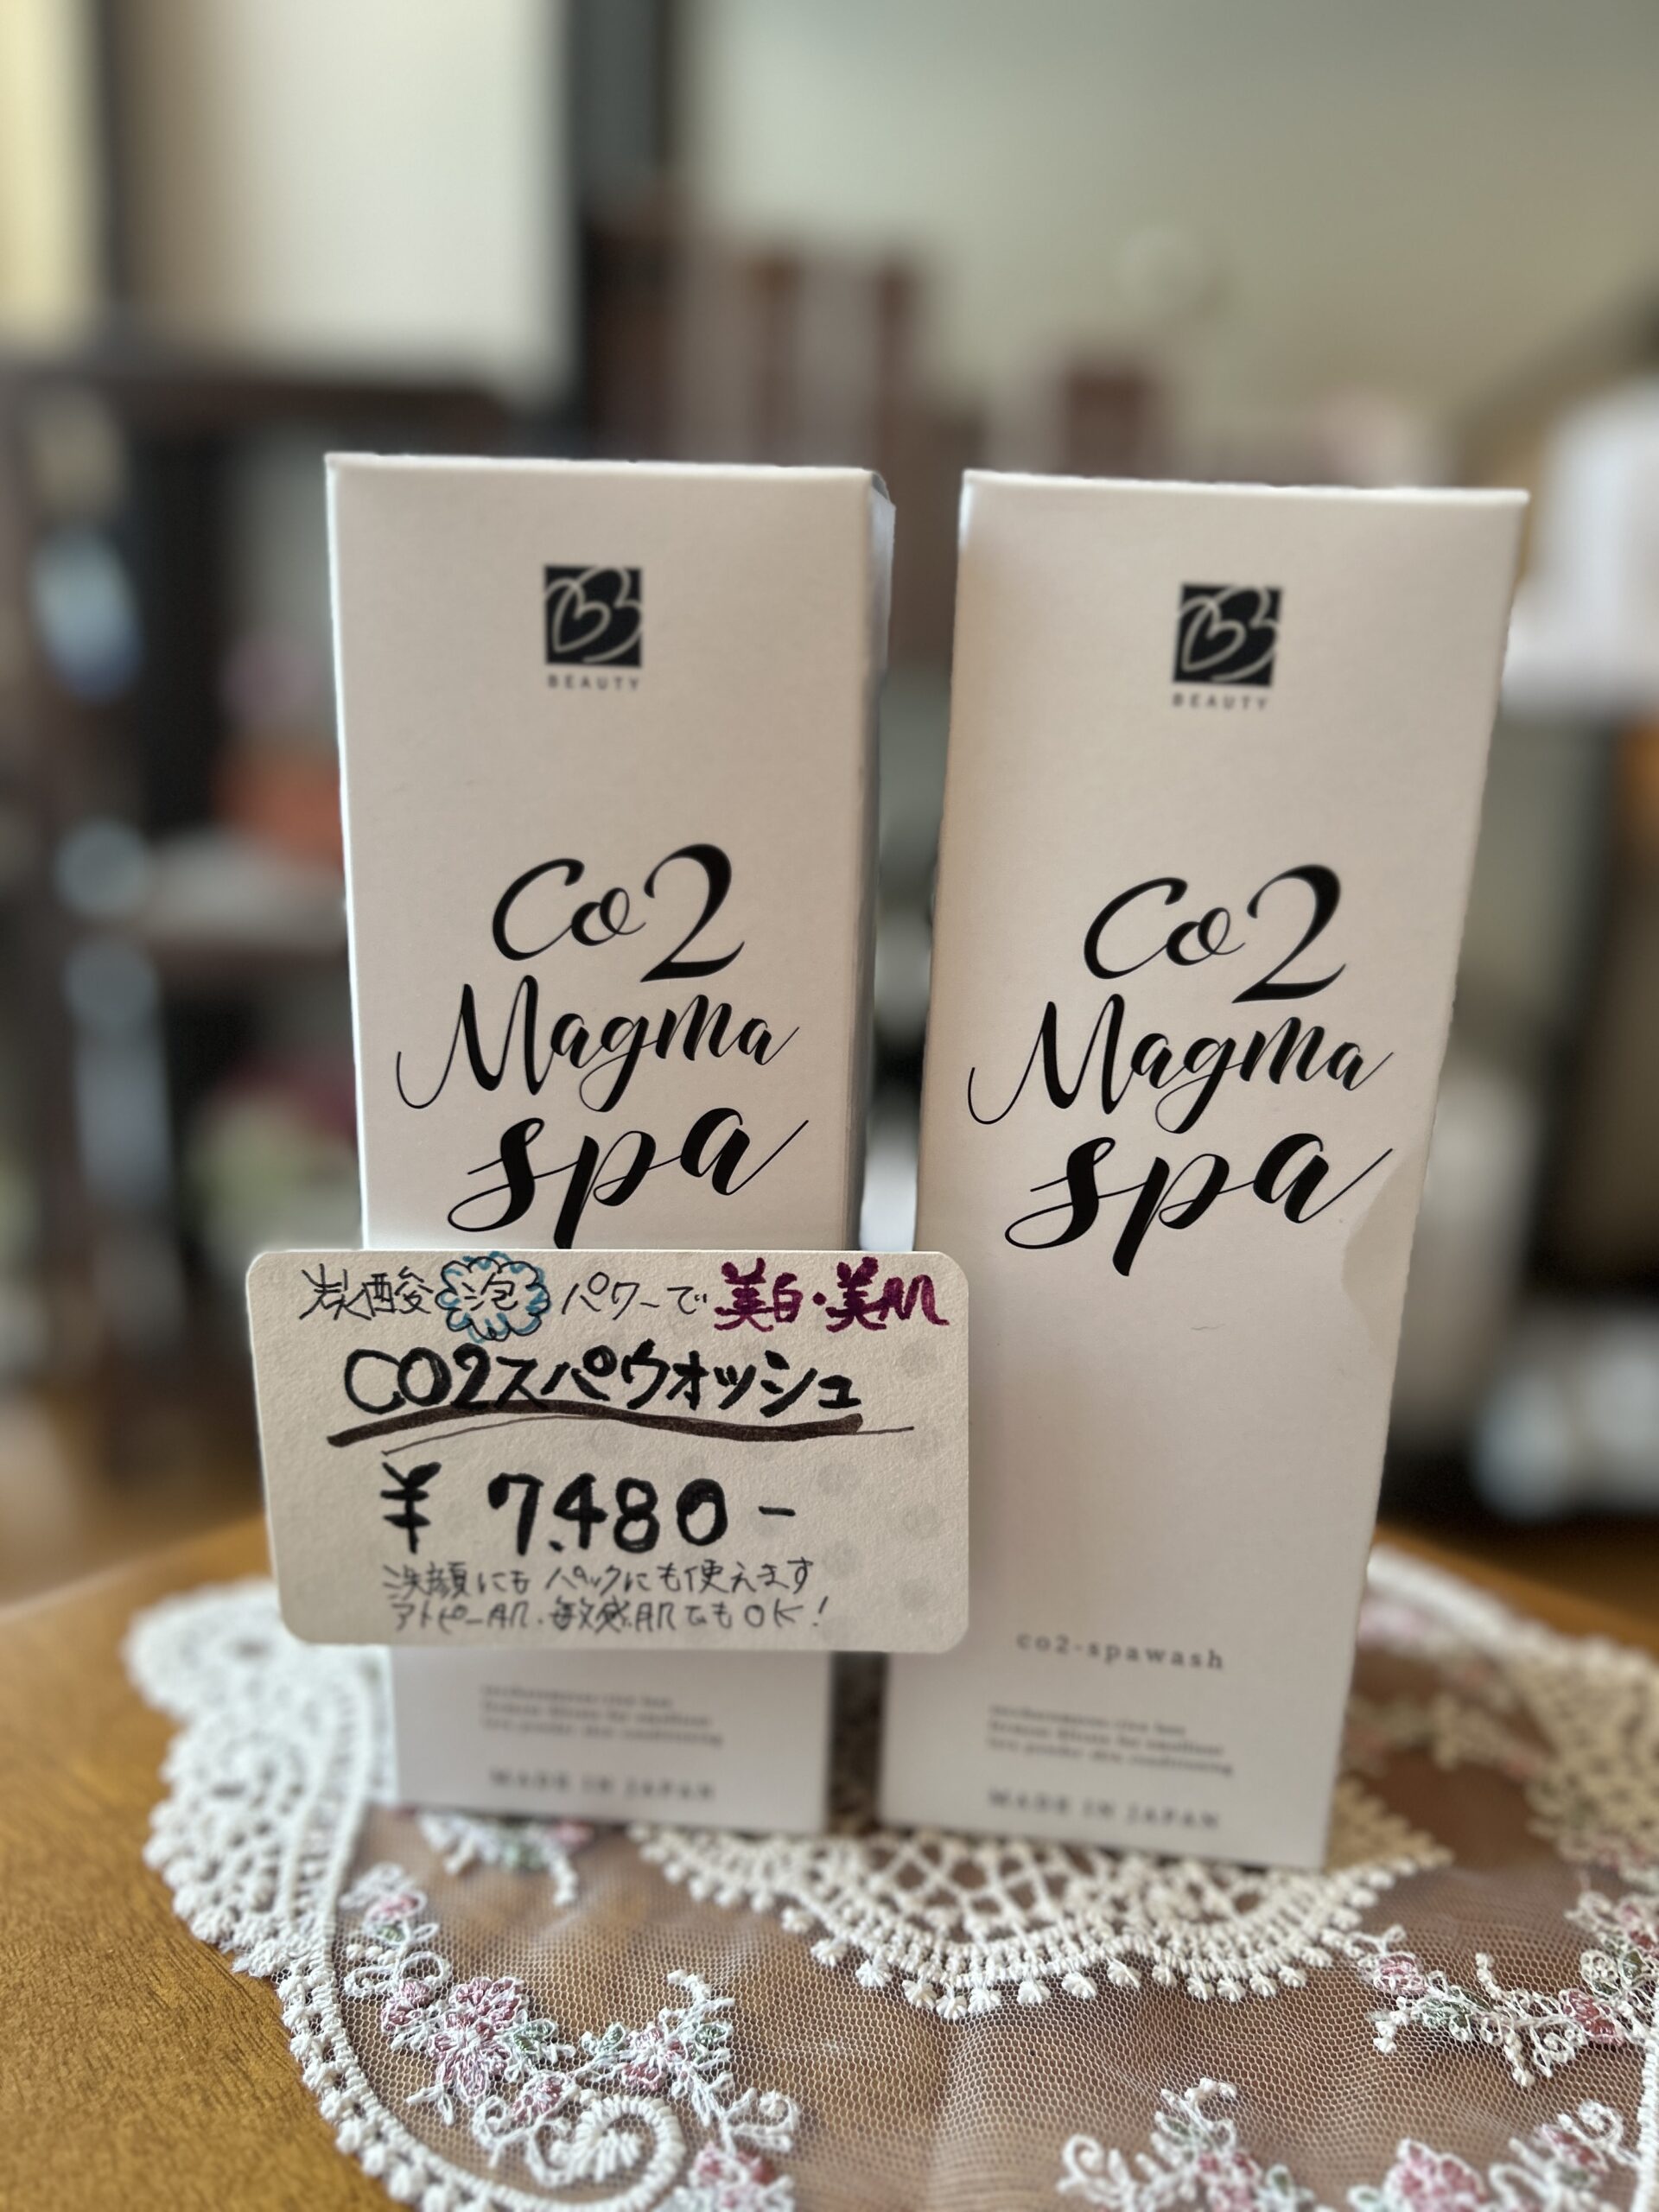 BEAUTY
Co2
Magma
spa
BEAUTY
Co2
Magma
spa
炭酸泡パワーで美白・美肌
CO2スパウォッシュ
¥ 7,480-
洗顔にもパックにも使えます
アトピー肌・敏感肌でもOK!
co2-spawash
MADE IN JAPAN
MADE IN JAPAN